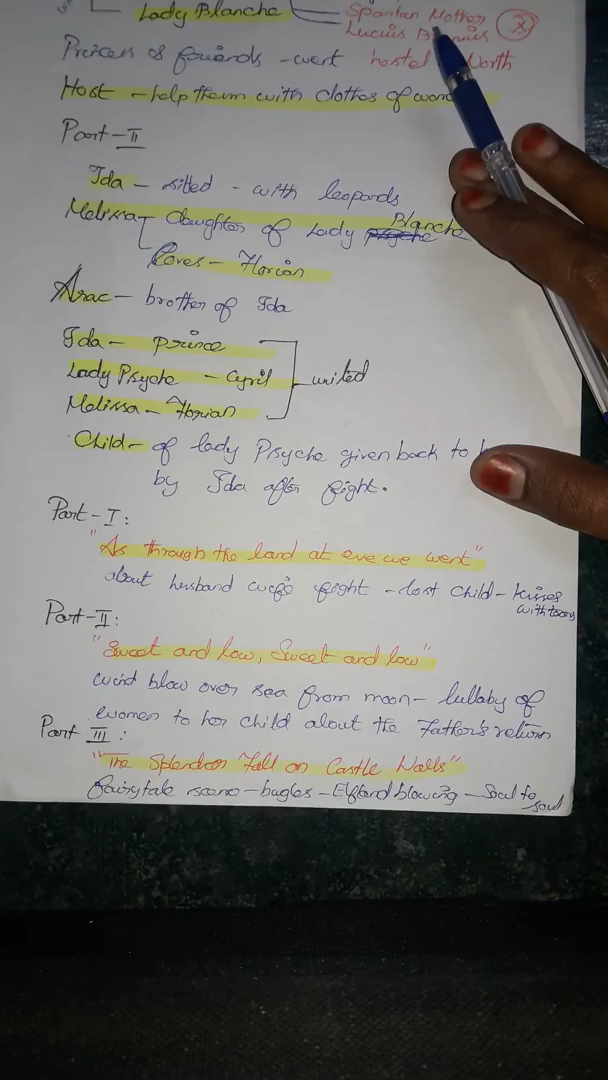 Lady Blanche
Spartan Mother
Lucius
Princes & friends - went hostel North
Host - help them with clothes of
Part - II
Ida - sitted - with leopards
Melissa - daughter of Lady Blanche
Loves - Florian
Arac - brother of Ida
Ida - prince
Lady Psyche - Cyril
united
Melissa - Florian
Child - of lady Psyche given back to
by Ida after fight.
Part - I:
"As through the land at eve, we went"
about husband wife fight - lost child - kisses
with tears
Part - II:
"Sweet and low, Sweet and low"
wind blow over sea from moon - lullaby of
women to her child about the Father's return
Part III:
"The Splendour Fall on Castle Walls"
fairytale scene - bugles - Elfland blowing - Soul to
soul